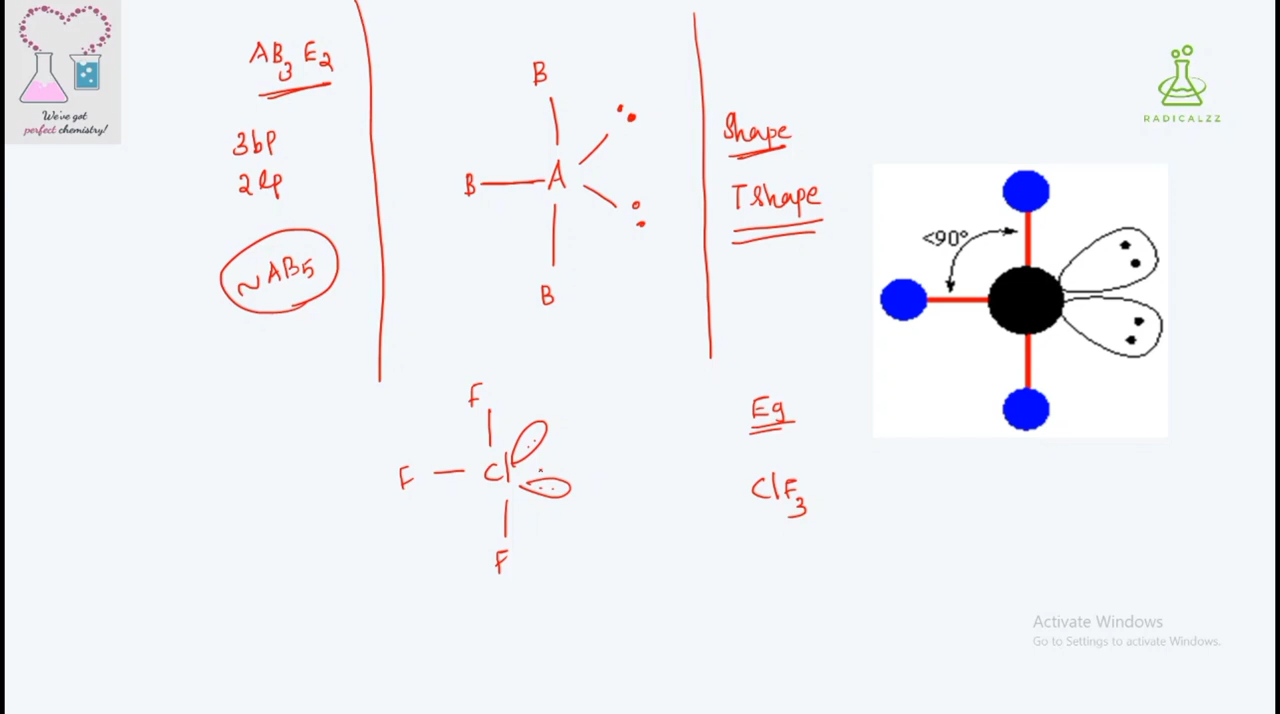 We've got
perfect chemistry!
AB3E2
3bp
2lp
~AB5
B
B — A
B
Shape
T Shape
RADICALZZ
<90°
F
F — Cl
F
Eg
ClF3
Activate Windows
Go to Settings to activate Windows.